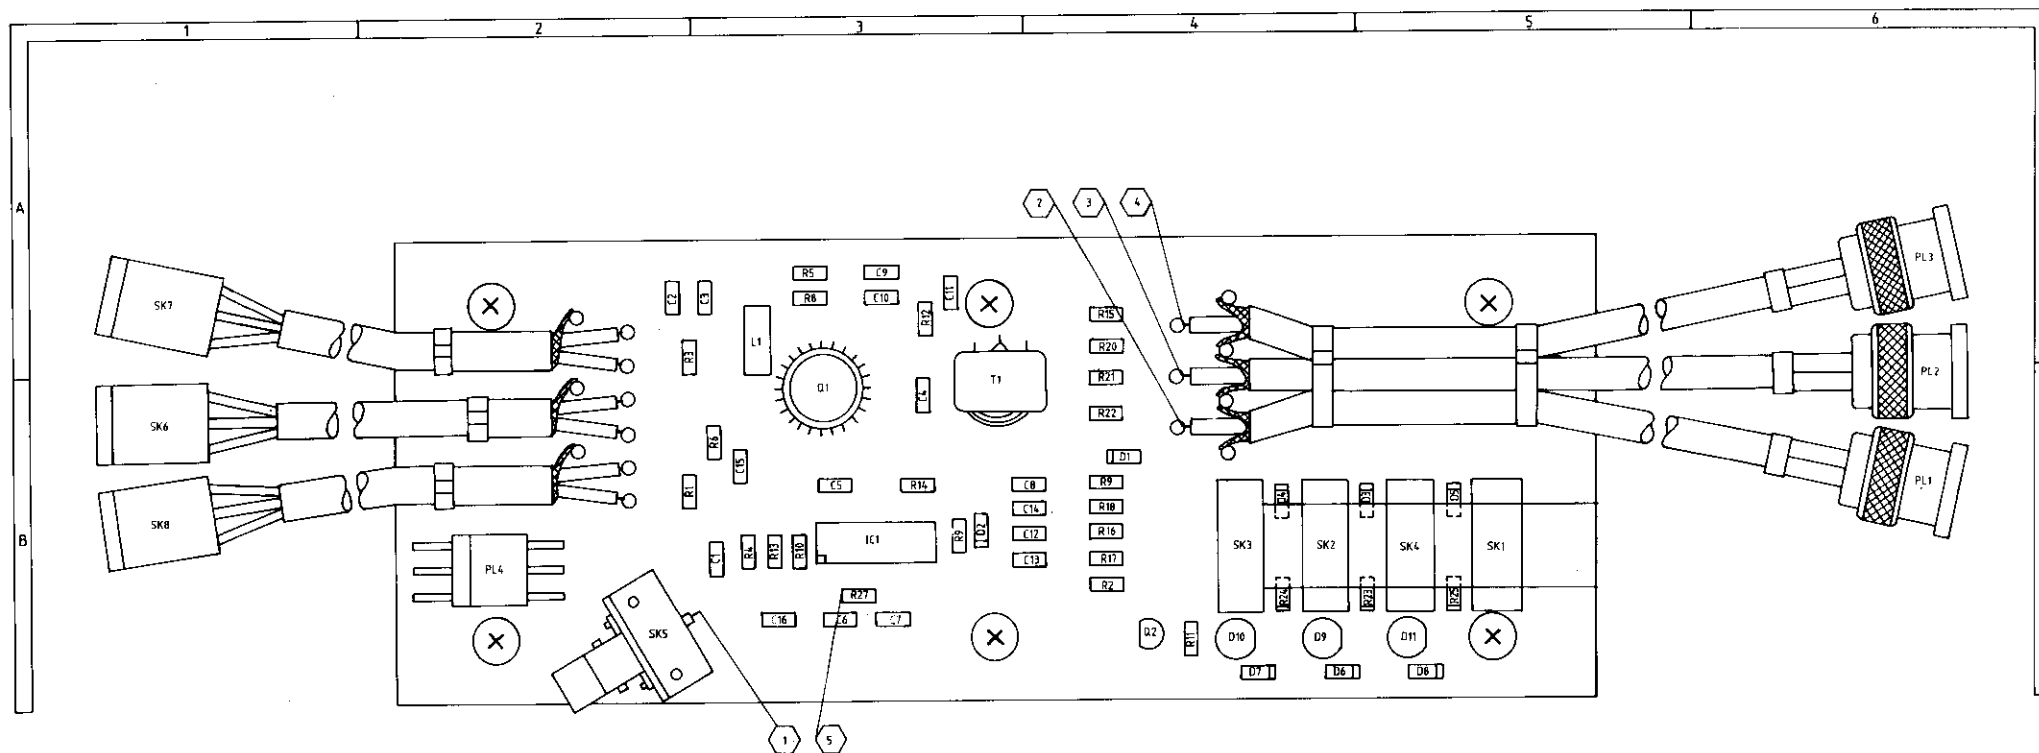 1 2 3 4 5 6
A
B
2 3 4
SK7
SK6
SK8
PL4
SK5
C2 C3
R5 C9
R8 C10
C11
R12
L1
R3
Q1
C4
T1
R15
R20
R21
R22
D1
R6
C15
R1
C5 R14 C8 R9
C14 R18
C12 R16
C13 R17
R2
C1 R4 R13 R10
IC1
R9 D2
R27
C16 C6 C7
Q2 R11
SK3 SK2 SK4 SK1
D4 D3 D5
R24 R23 R25
D10 D9 D11
D7 D6 D8
PL3
PL2
PL1
1 5